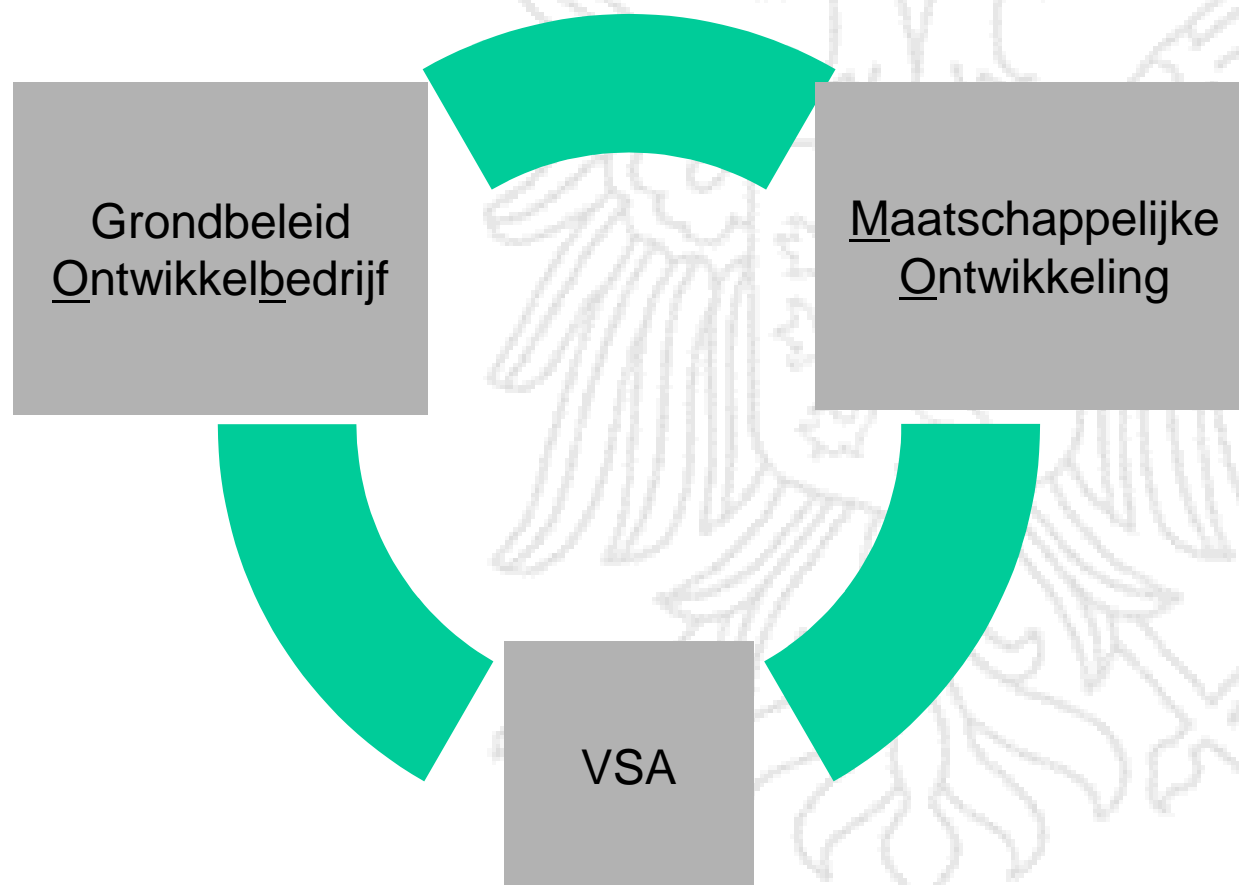 Grondbeleid
Ontwikkelbedrijf
Maatschappelijke
Ontwikkeling
VSA